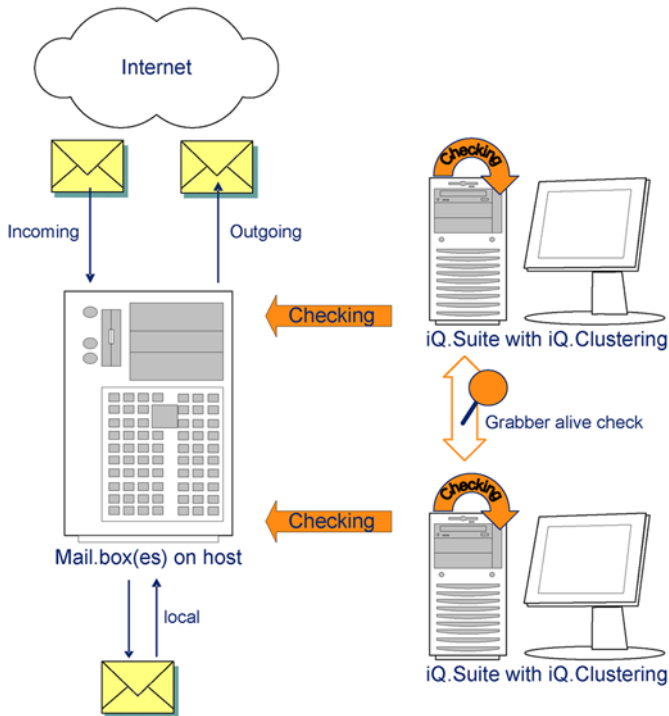 Internet
Checking
Incoming
Outgoing
Checking
iQ.Suite with iQ.Clustering
Grabber alive check
Checking
Checking
Mail.box(es) on host
local
iQ.Suite with iQ.Clustering